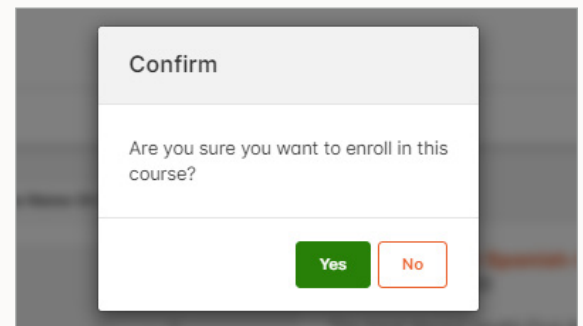 Confirm
Are you sure you want to enroll in this
course?
Yes
No